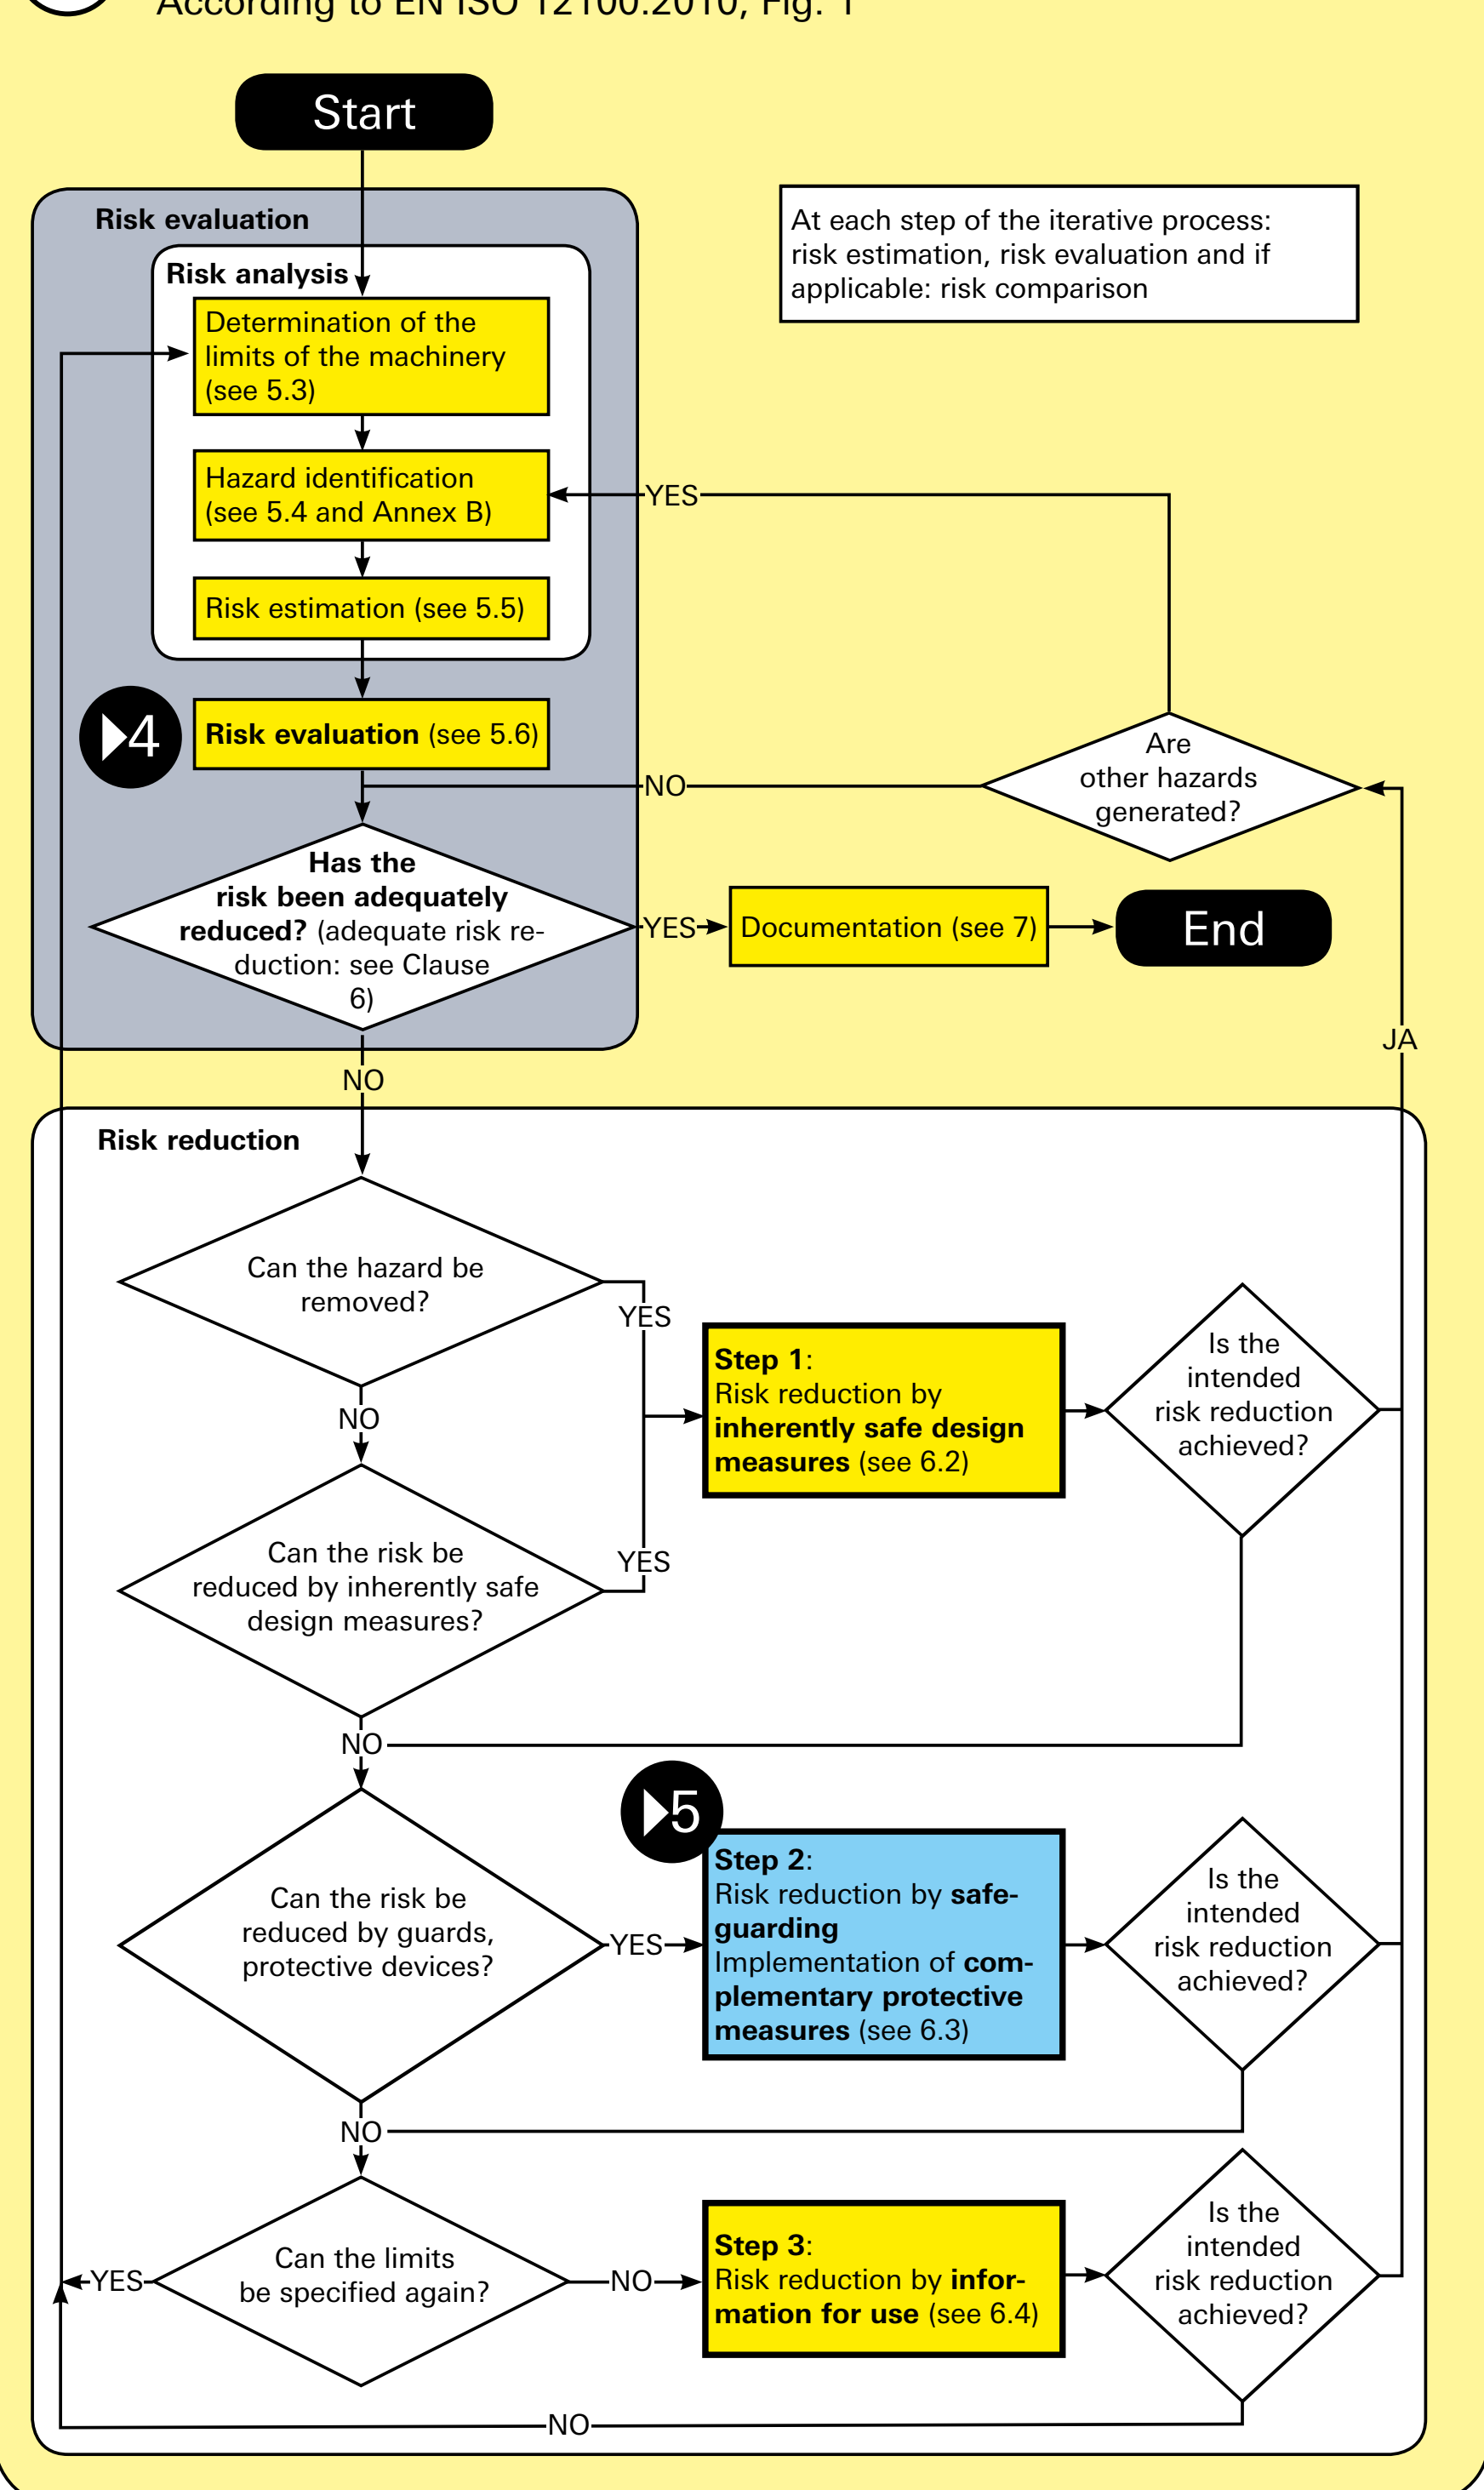 According to EN ISO 12100:2010, Fig. 1
Start
Risk evaluation
At each step of the iterative process:
risk estimation, risk evaluation and if
applicable: risk comparison
Risk analysis
Determination of the
limits of the machinery
(see 5.3)
Hazard identification
(see 5.4 and Annex B)
YES
Risk estimation (see 5.5)
4
Risk evaluation (see 5.6)
Are
other hazards
generated?
NO
Has the
risk been adequately
reduced? (adequate risk re-
duction: see Clause
6)
YES
Documentation (see 7)
End
JA
NO
Risk reduction
Can the hazard be
removed?
YES
Step 1:
Risk reduction by
inherently safe design
measures (see 6.2)
Is the
intended
risk reduction
achieved?
NO
Can the risk be
reduced by inherently safe
design measures?
YES
NO
5
Can the risk be
reduced by guards,
protective devices?
YES
Step 2:
Risk reduction by safe-
guarding
Implementation of com-
plementary protective
measures (see 6.3)
Is the
intended
risk reduction
achieved?
NO
YES
Can the limits
be specified again?
NO
Step 3:
Risk reduction by infor-
mation for use (see 6.4)
Is the
intended
risk reduction
achieved?
NO